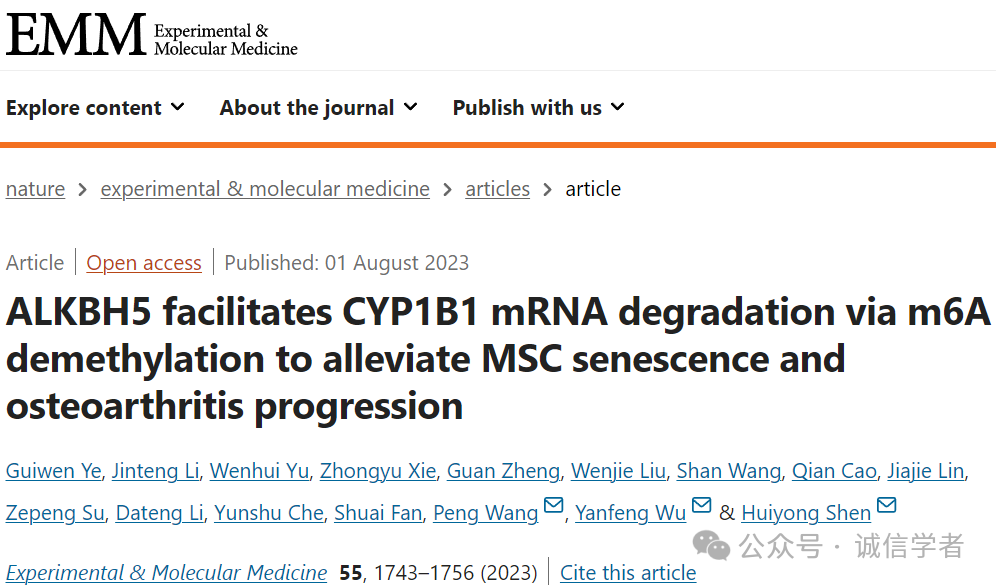 EMM Experimental &
Molecular Medicine
Explore content About the journal Publish with us
nature > experimental & molecular medicine > articles > article
Article | Open access | Published: 01 August 2023
ALKBH5 facilitates CYP1B1 mRNA degradation via m6A
demethylation to alleviate MSC senescence and
osteoarthritis progression
Guiwen Ye, Jinteng Li, Wenhui Yu, Zhongyu Xie, Guan Zheng, Wenjie Liu, Shan Wang, Qian Cao, Jiajie Lin,
Zepeng Su, Dateng Li, Yunshu Che, Shuai Fan, Peng Wang, Yanfeng Wu & Huiyong Shen
公众号 · 诚信学者
Experimental & Molecular Medicine 55, 1743–1756 (2023) | Cite this article